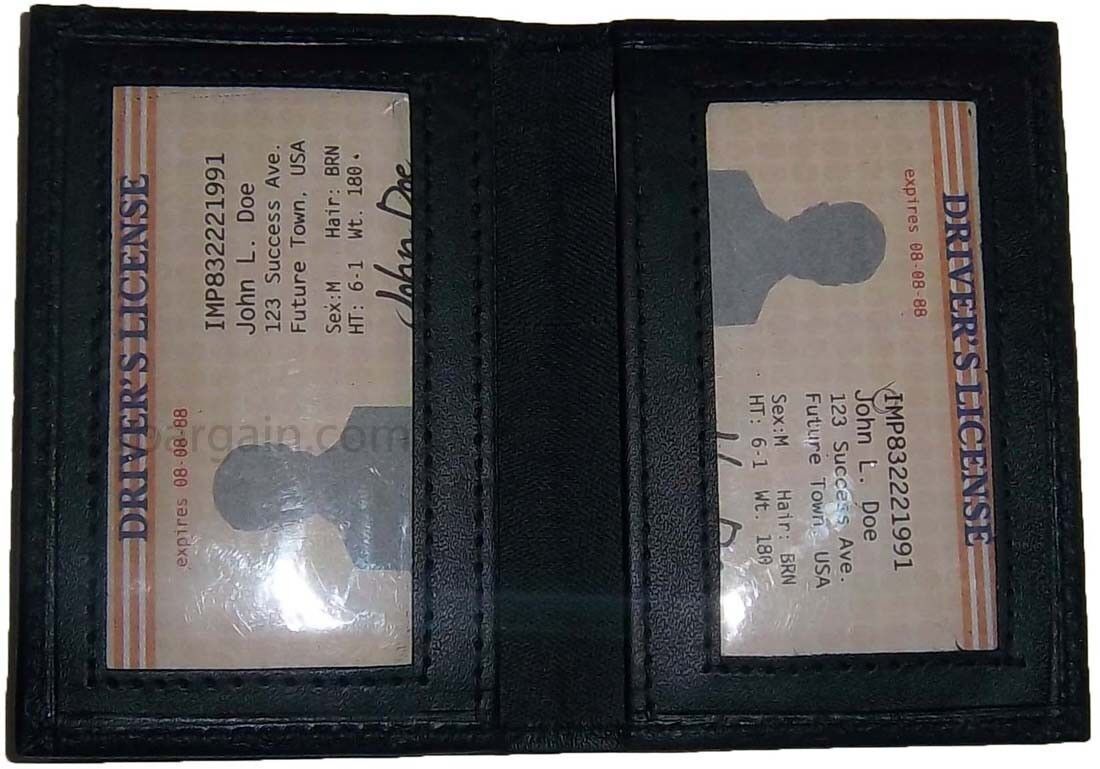 DRIVER'S LICENSE
IMP832221991
John L. Doe
123 Success Ave.
Future Town, USA
Sex:M Hair: BRN
HT: 6-1 Wt. 180.
John Doe
expires 08-08-88
DRIVER'S LICENSE
expires 08-08-88
IMP832221991
John L. Doe
123 Success Ave.
Future Town, USA
Sex:M Hair: BRN
HT: 6-1 Wt. 180